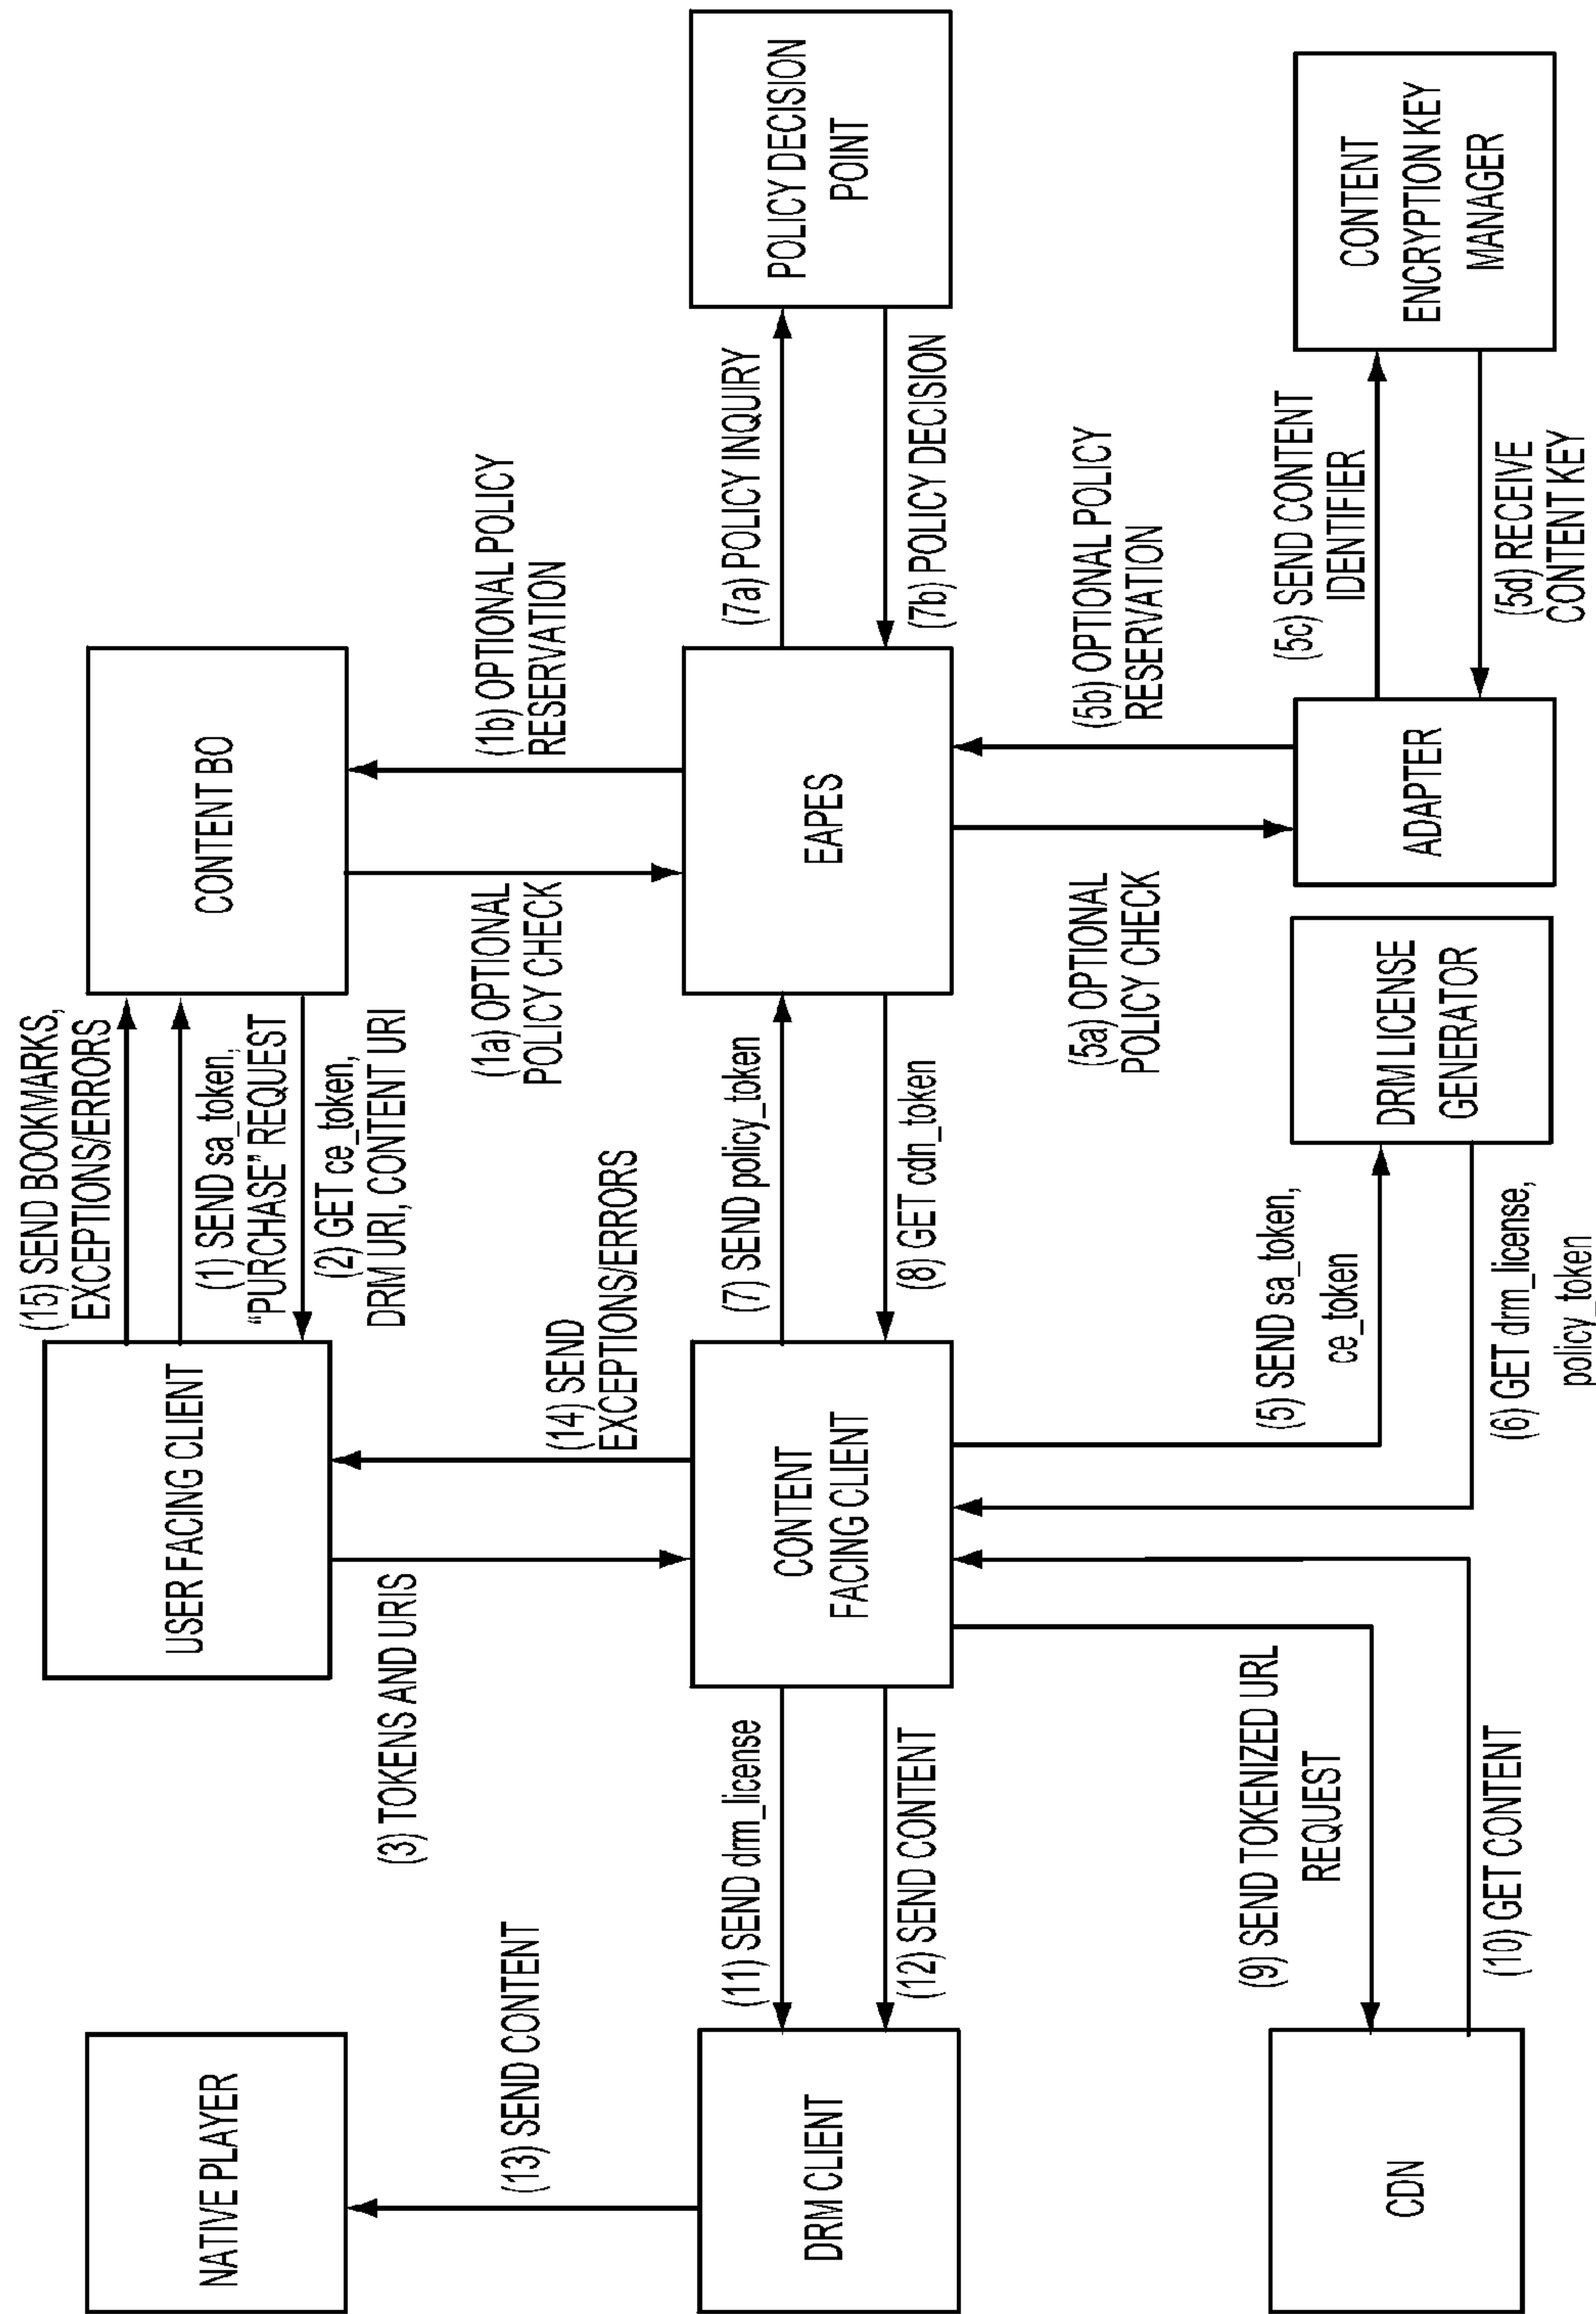 NATIVE PLAYER
USER FACING CLIENT
CONTENT BO
(15) SEND BOOKMARKS,
EXCEPTIONS/ERRORS
(1) SEND sa_token,
“PURCHASE” REQUEST
(2) GET ce_token,
DRM URI, CONTENT URI
(13) SEND CONTENT
(3) TOKENS AND URIS
(14) SEND
EXCEPTIONS/ERRORS
(1a) OPTIONAL
POLICY CHECK
(1b) OPTIONAL POLICY
RESERVATION
DRM CLIENT
(11) SEND drm_license
(12) SEND CONTENT
CONTENT
FACING CLIENT
(7) SEND policy_token
(8) GET cdn_token
EAPES
(7a) POLICY INQUIRY
(7b) POLICY DECISION
POLICY DECISION
POINT
(9) SEND TOKENIZED URL
REQUEST
(10) GET CONTENT
(5) SEND sa_token,
ce_token
(6) GET drm_license,
policy_token
(5a) OPTIONAL
POLICY CHECK
(5b) OPTIONAL POLICY
RESERVATION
CDN
DRM LICENSE
GENERATOR
ADAPTER
(5c) SEND CONTENT
IDENTIFIER
(5d) RECEIVE
CONTENT KEY
CONTENT
ENCRYPTION KEY
MANAGER